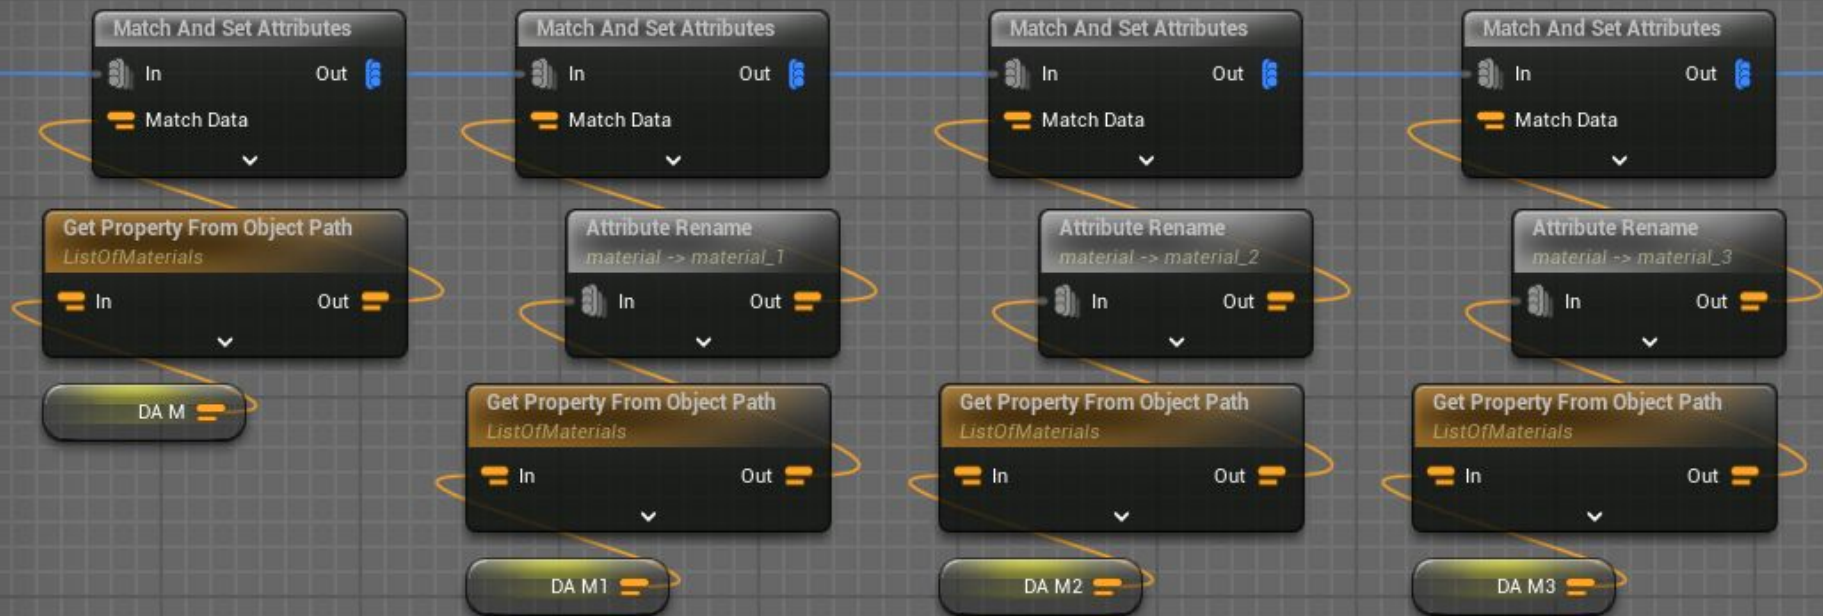 Match And Set Attributes
In Out
Match Data
Match And Set Attributes
In Out
Match Data
Match And Set Attributes
In Out
Match Data
Match And Set Attributes
In Out
Match Data
Get Property From Object Path
ListOfMaterials
In Out
Attribute Rename
material -> material_1
In Out
Attribute Rename
material -> material_2
In Out
Attribute Rename
material -> material_3
In Out
DA M
Get Property From Object Path
ListOfMaterials
In Out
Get Property From Object Path
ListOfMaterials
In Out
Get Property From Object Path
ListOfMaterials
In Out
DA M1
DA M2
DA M3